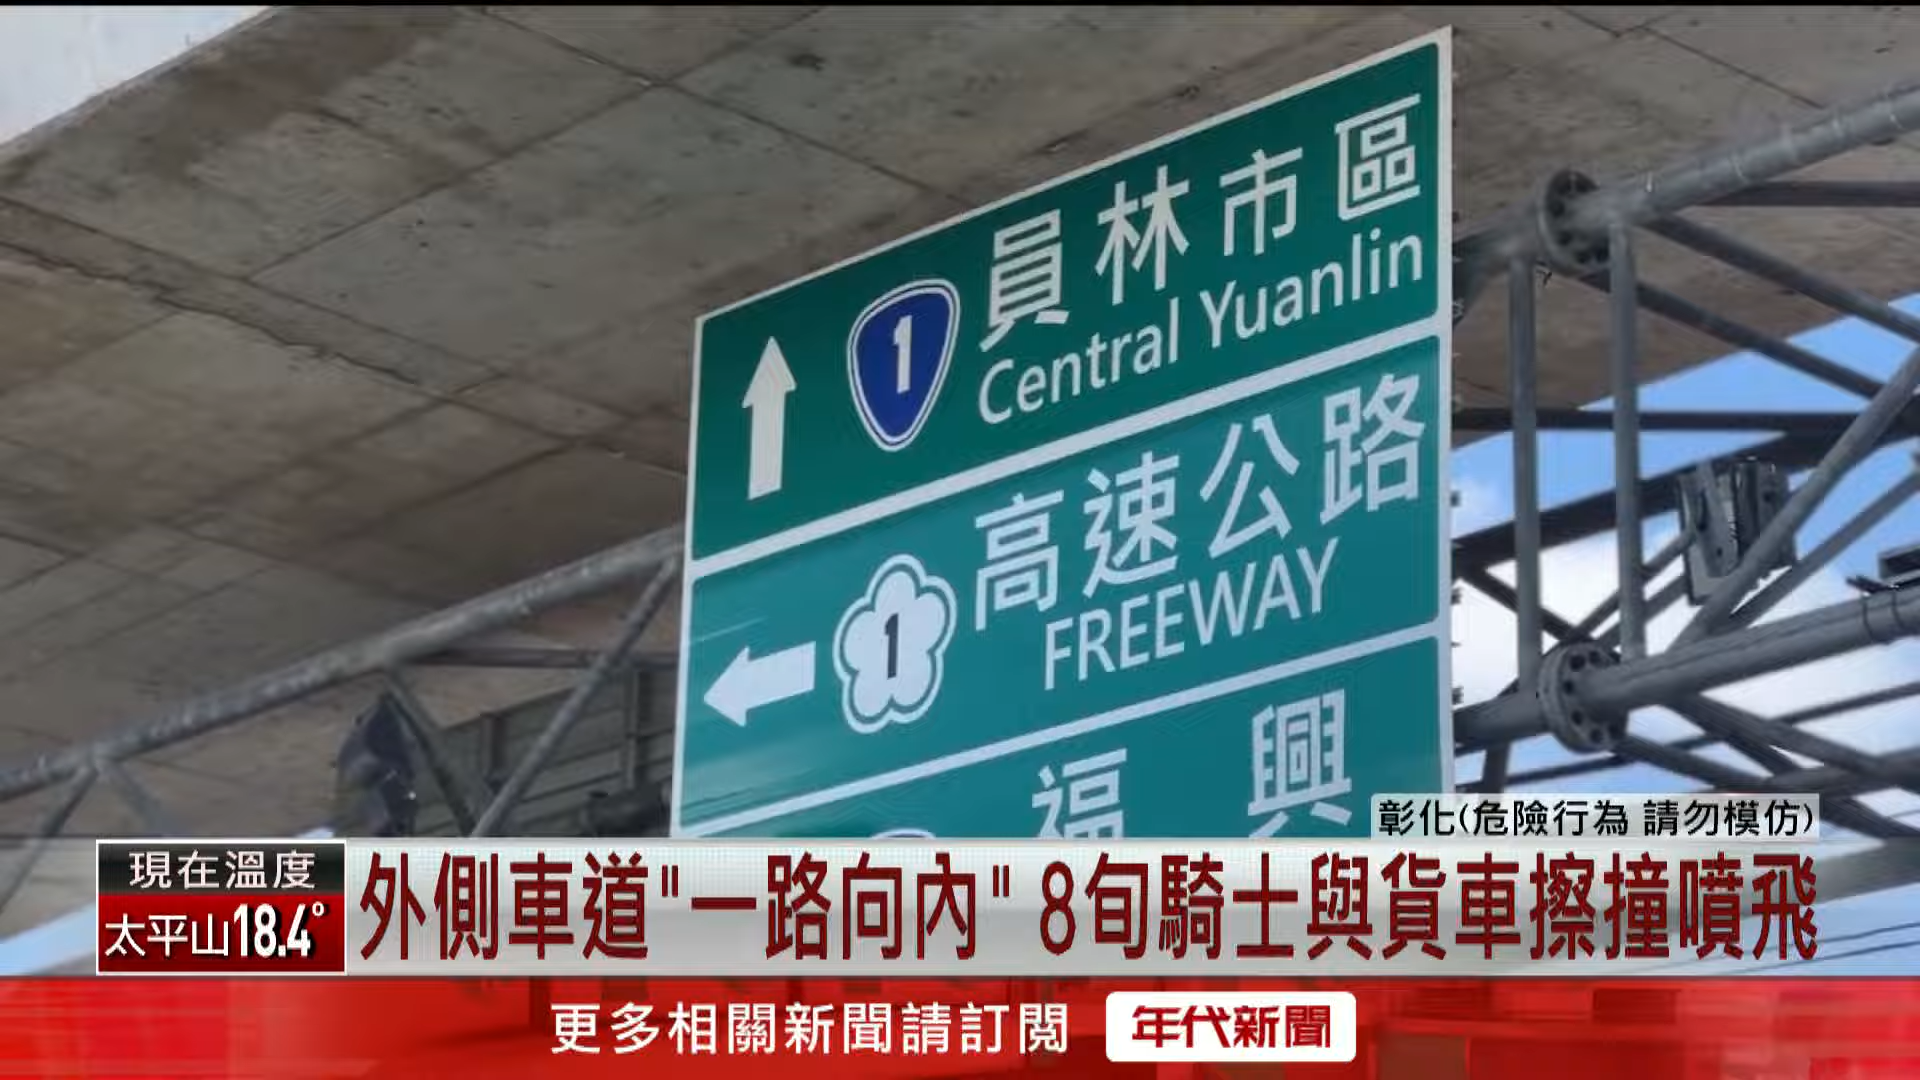 員林市區
1
Central Yuanlin
高速公路
1
FREEWAY
福興
彰化(危險行為 請勿模仿)
現在溫度
太平山18.4°
外側車道"一路向內" 8旬騎士與貨車擦撞噴飛
更多相關新聞請訂閱 年代新聞